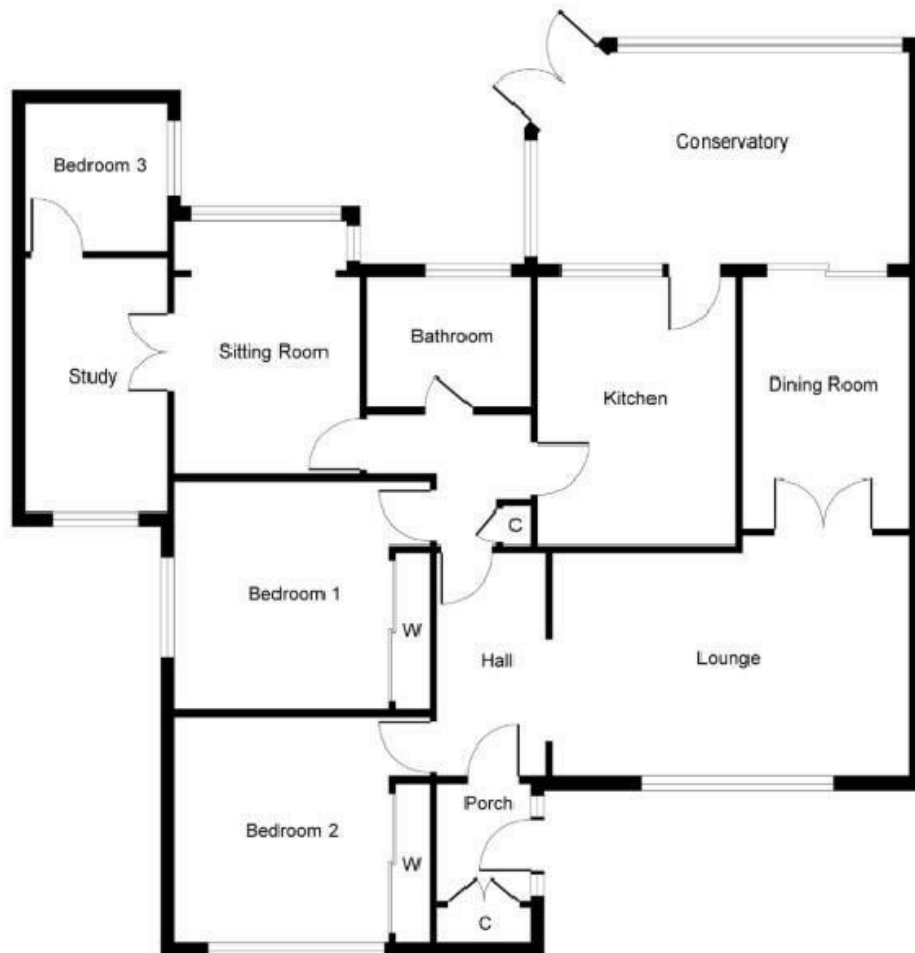 Conservatory
Bedroom 3
Bathroom
Sitting Room
Study
Dining Room
Kitchen
C
Bedroom 1
W
Hall
Lounge
Porch
Bedroom 2
W
C